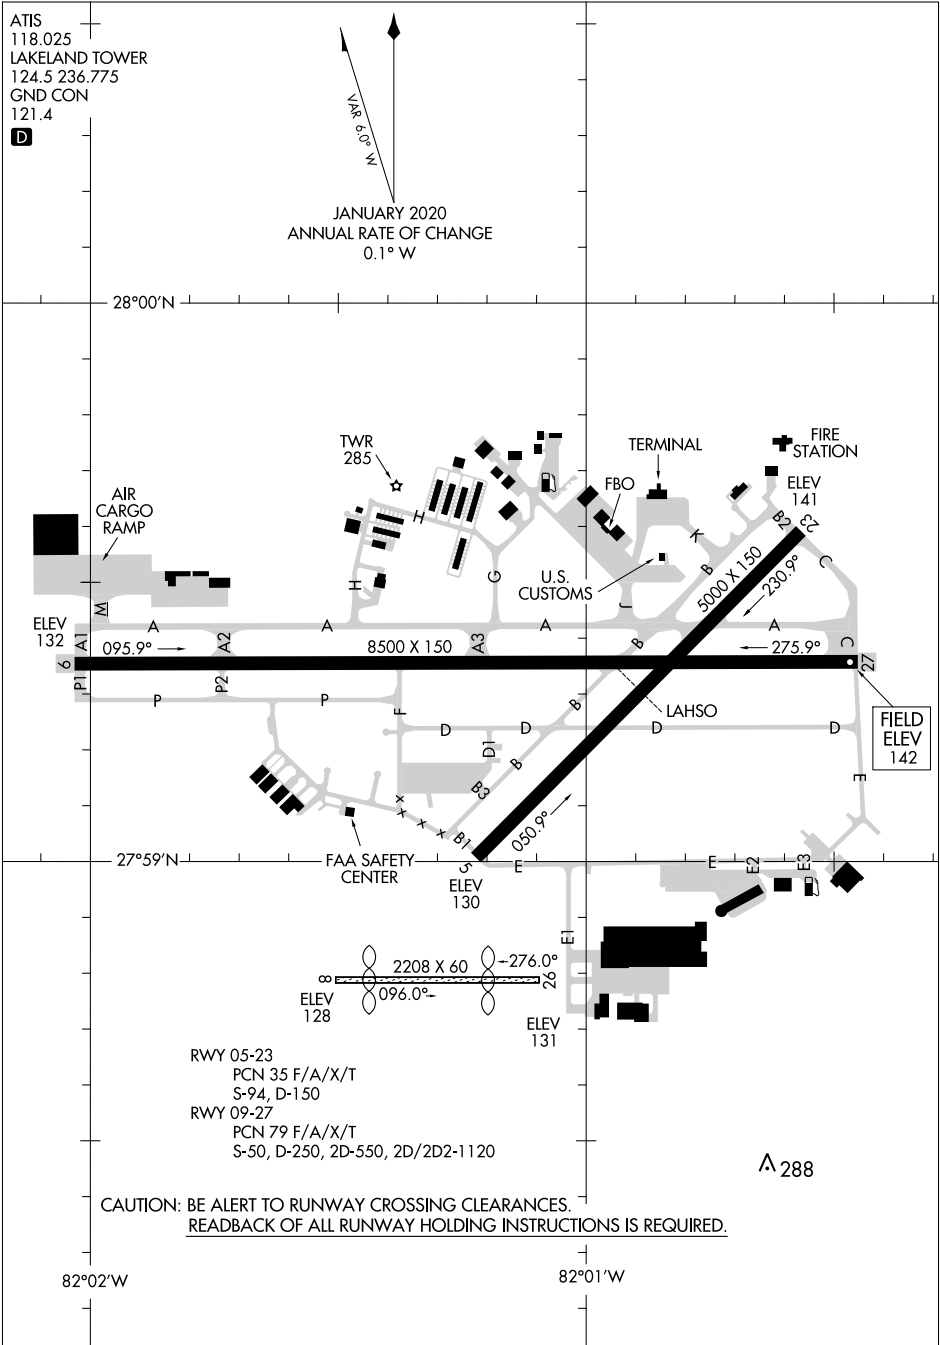 ATIS
118.025
LAKELAND TOWER
124.5 236.775
GND CON
121.4
D
VAR 6.0° W
JANUARY 2020
ANNUAL RATE OF CHANGE
0.1° W
28°00'N
TWR
285
TERMINAL
FIRE
STATION
FBO
ELEV
141
AIR
CARGO
RAMP
H
B2
23
K
B
5000 X 150
230.9°
C
U.S.
CUSTOMS
H
G
J
M
ELEV
132
A1
A
A2
A
A3
A
B
A
C
9
095.9°
8500 X 150
275.9°
27
P1
P2
P
P
F
B
LAHSO
D
D
D
D
FIELD
ELEV
142
D1
B
B3
E
X
X
X
X
B1
050.9°
27°59'N
FAA SAFETY
CENTER
5
E
E
E2
E3
ELEV
130
E1
8
2208 X 60
276.0°
26
096.0°
ELEV
128
ELEV
131
RWY 05-23
PCN 35 F/A/X/T
S-94, D-150
RWY 09-27
PCN 79 F/A/X/T
S-50, D-250, 2D-550, 2D/2D2-1120
288
CAUTION: BE ALERT TO RUNWAY CROSSING CLEARANCES.
READBACK OF ALL RUNWAY HOLDING INSTRUCTIONS IS REQUIRED.
82°02'W
82°01'W